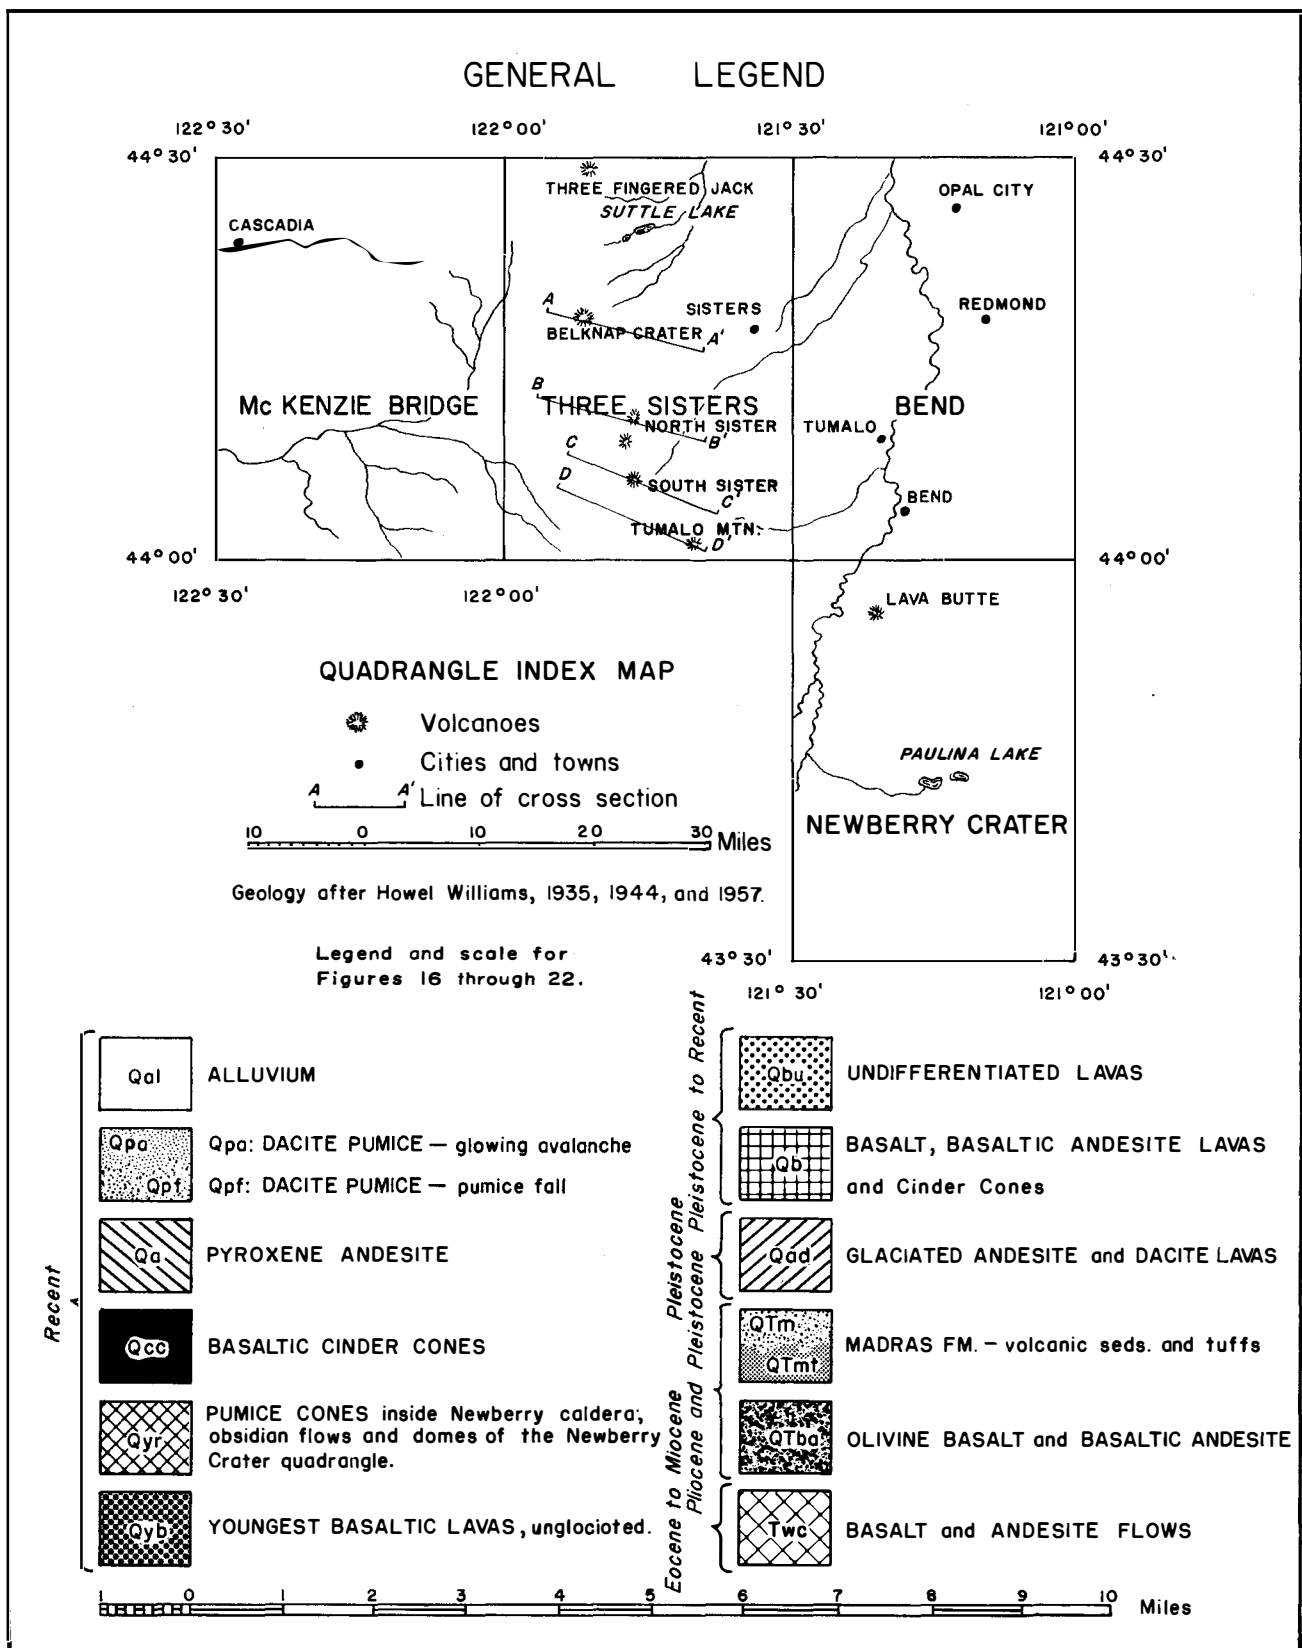 GENERAL LEGEND
122° 30' 122° 00' 121° 30' 121° 00'
44° 30' 44° 30'
THREE FINGERED JACK
SUTTLE LAKE
OPAL CITY
CASCADIA
A
SISTERS
REDMOND
BELKNAP CRATER A'
B
Mc KENZIE BRIDGE THREE SISTERS BEND
NORTH SISTER TUMALO
B'
C
D
SOUTH SISTER
C'
BEND
TUMALO MTN.
D'
44° 00' 44° 00'
122° 30' 122° 00'
LAVA BUTTE
QUADRANGLE INDEX MAP
Volcanoes
Cities and towns
A A' Line of cross section
PAULINA LAKE
NEWBERRY CRATER
10 0 10 20 30 Miles
Geology after Howel Williams, 1935, 1944, and 1957.
Legend and scale for
Figures 16 through 22.
43° 30' 43° 30'
121° 30' 121° 00'
Recent
Qal ALLUVIUM
Qpa Qpa: DACITE PUMICE — glowing avalanche
Qpf Qpf: DACITE PUMICE — pumice fall
Qa PYROXENE ANDESITE
Qcc BASALTIC CINDER CONES
Qyr PUMICE CONES inside Newberry caldera;
obsidian flows and domes of the Newberry
Crater quadrangle.
Qyb YOUNGEST BASALTIC LAVAS, unglociated.
Pleistocene to Recent
Qbu UNDIFFERENTIATED LAVAS
Qb BASALT, BASALTIC ANDESITE LAVAS
and Cinder Cones
Pleistocene
Qad GLACIATED ANDESITE and DACITE LAVAS
Pliocene and Pleistocene
QTm
QTmt MADRAS FM. — volcanic seds. and tuffs
QTba OLIVINE BASALT and BASALTIC ANDESITE
Eocene to Miocene
Twc BASALT and ANDESITE FLOWS
1 0 1 2 3 4 5 6 7 8 9 10 Miles